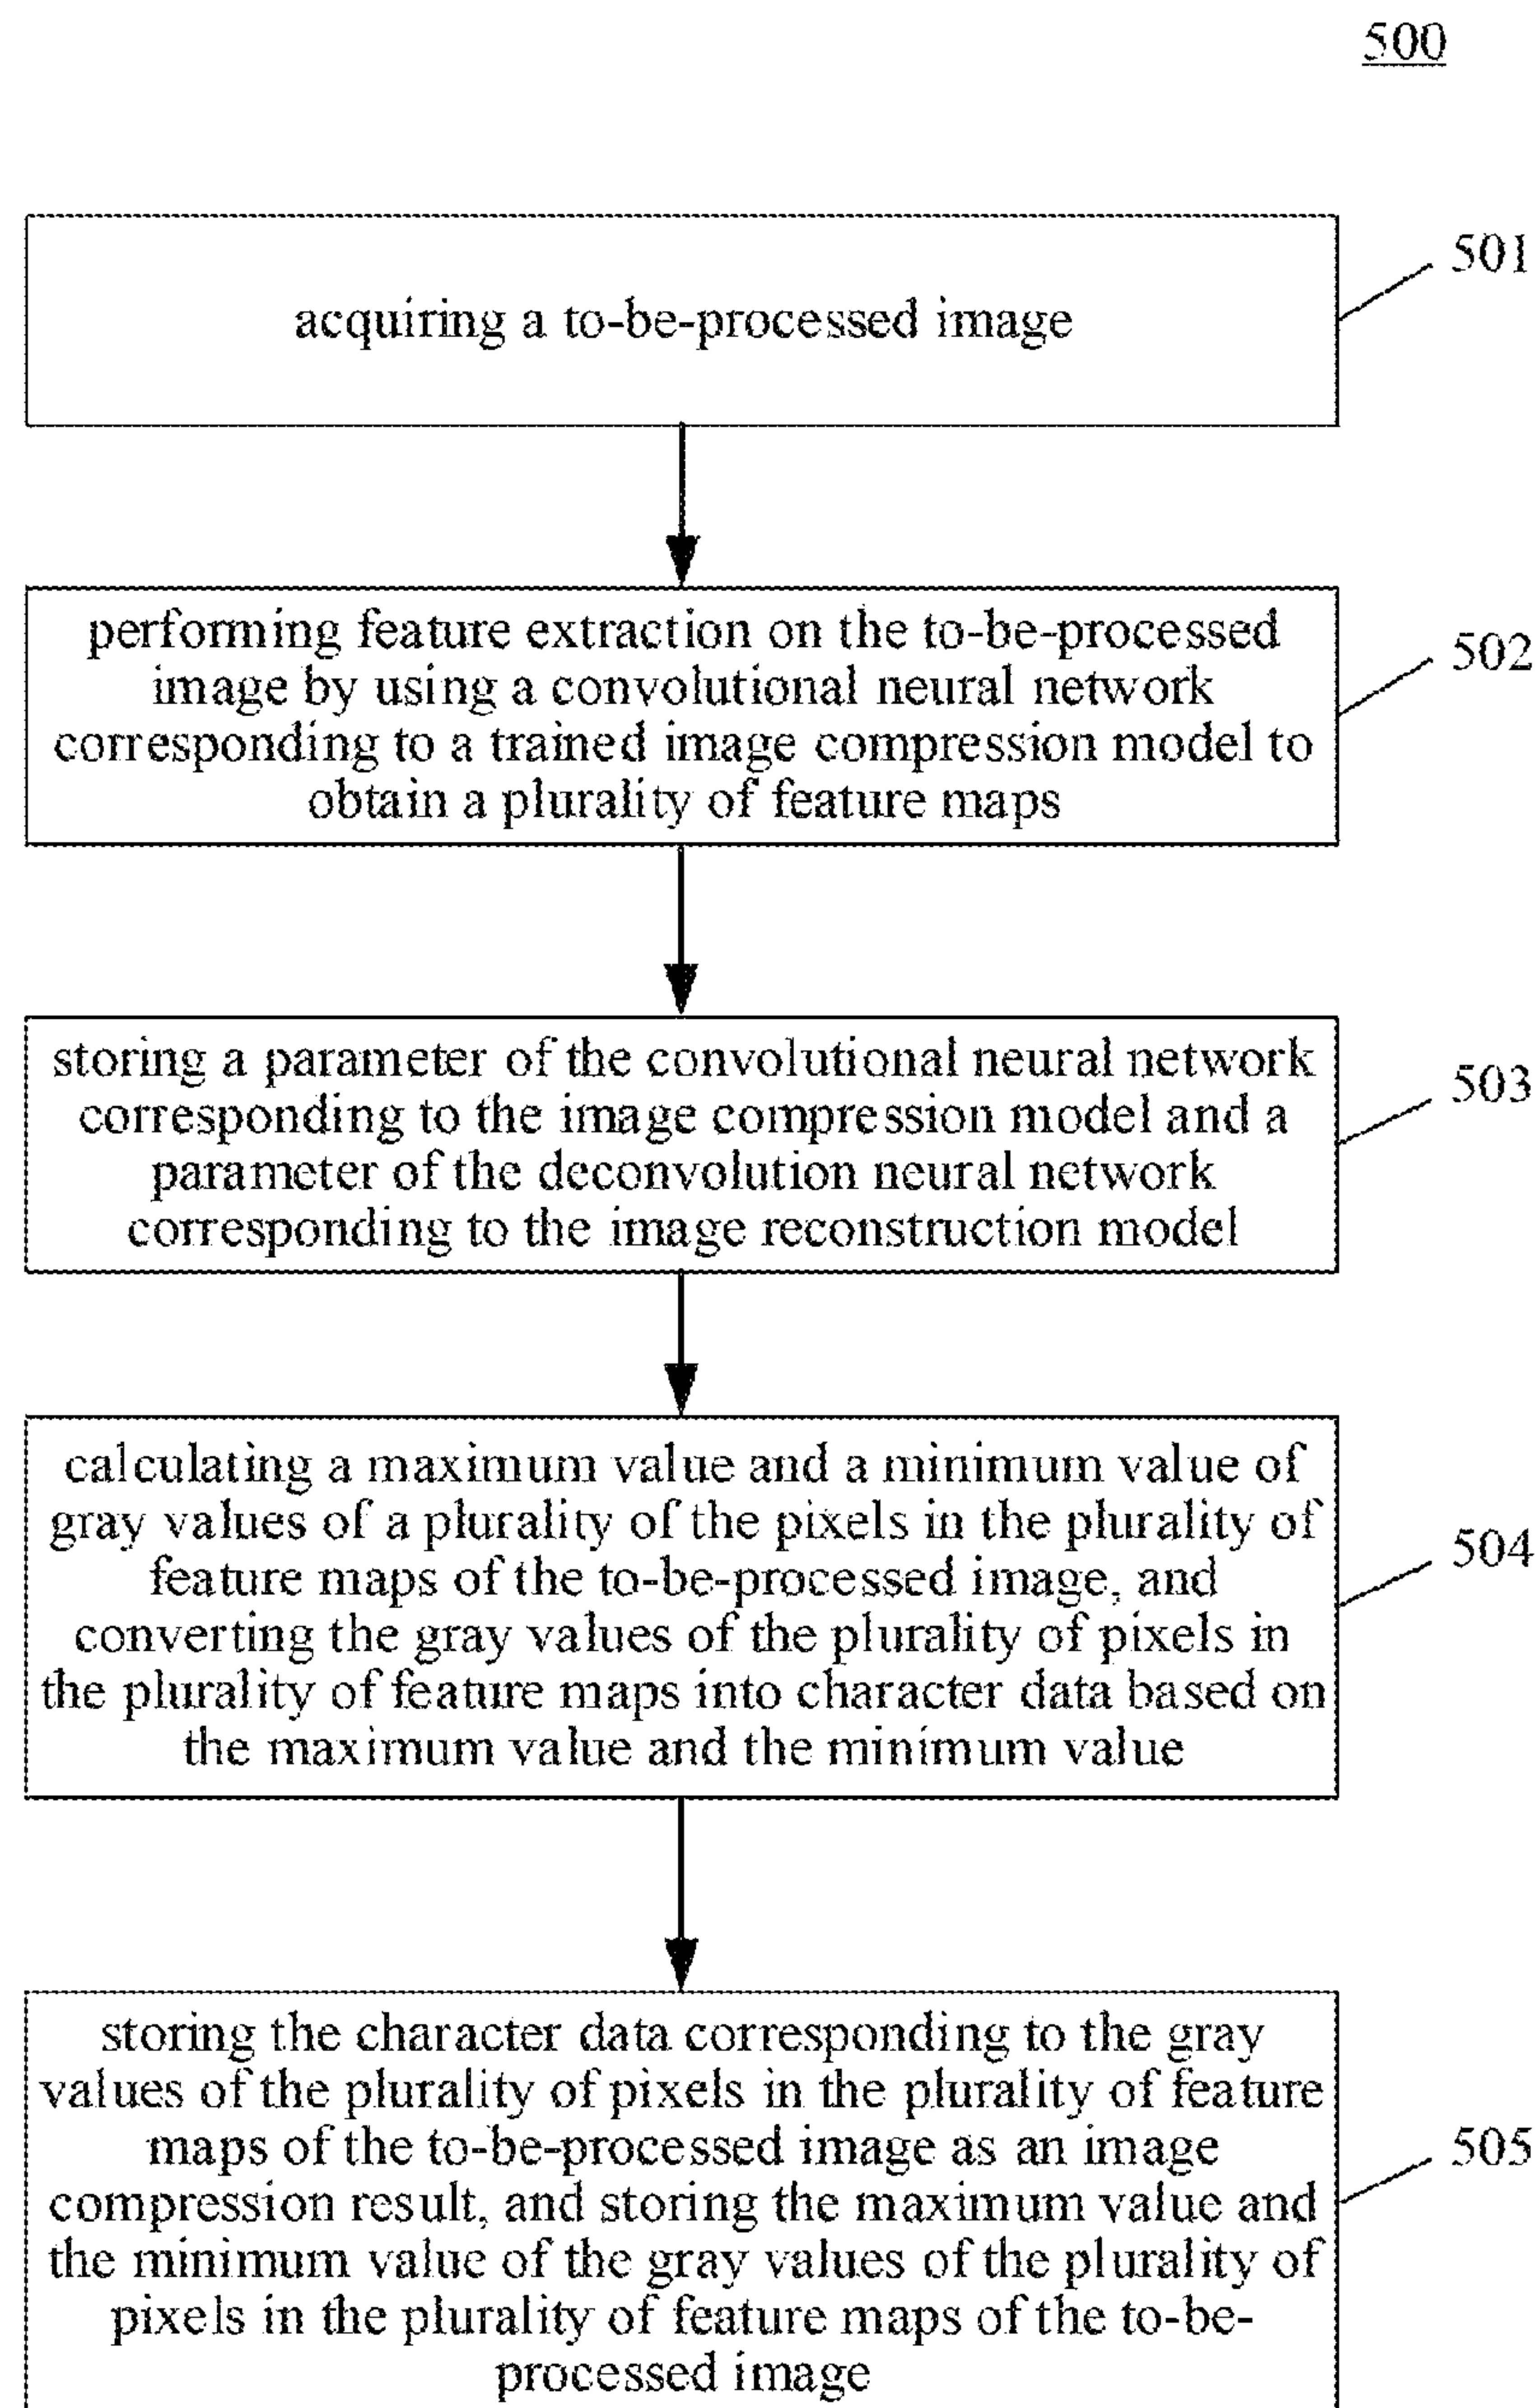 500
acquiring a to-be-processed image
501
performing feature extraction on the to-be-processed
image by using a convolutional neural network
corresponding to a trained image compression model to
obtain a plurality of feature maps
502
storing a parameter of the convolutional neural network
corresponding to the image compression model and a
parameter of the deconvolution neural network
corresponding to the image reconstruction model
503
calculating a maximum value and a minimum value of
gray values of a plurality of the pixels in the plurality of
feature maps of the to-be-processed image, and
converting the gray values of the plurality of pixels in
the plurality of feature maps into character data based on
the maximum value and the minimum value
504
storing the character data corresponding to the gray
values of the plurality of pixels in the plurality of feature
maps of the to-be-processed image as an image
compression result, and storing the maximum value and
the minimum value of the gray values of the plurality of
pixels in the plurality of feature maps of the to-be-
processed image
505